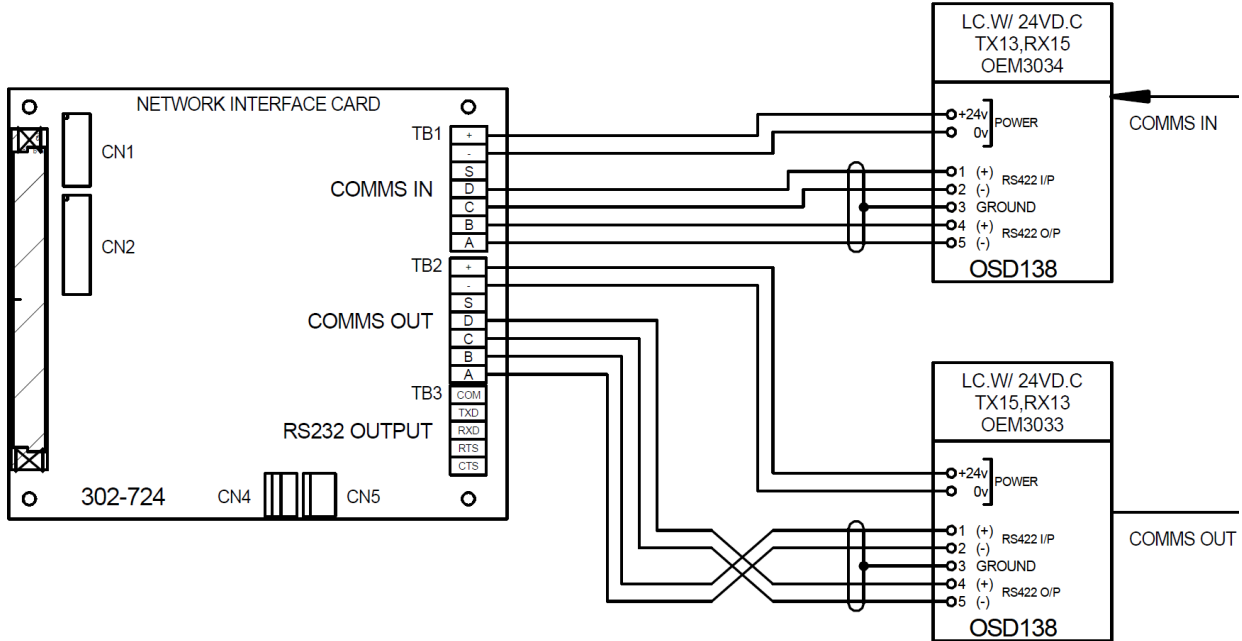 NETWORK INTERFACE CARD
CN1
CN2
TB1
COMMS IN
+
-
S
D
C
B
A
TB2
COMMS OUT
+
-
S
D
C
B
A
TB3
RS232 OUTPUT
COM
TXD
RXD
RTS
CTS
302-724
CN4
CN5
LC.W/ 24VD.C
TX13,RX15
OEM3034
+24v
0v
POWER
1 (+)
RS422 I/P
2 (-)
3 GROUND
4 (+)
RS422 O/P
5 (-)
OSD138
COMMS IN
LC.W/ 24VD.C
TX15,RX13
OEM3033
+24v
0v
POWER
1 (+)
RS422 I/P
2 (-)
3 GROUND
4 (+)
RS422 O/P
5 (-)
OSD138
COMMS OUT